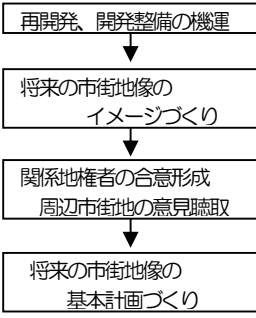 再開発、開発整備の機運
将来の市街地像の
イメージづくり
関係地権者の合意形成
周辺市街地の意見聴取
将来の市街地像の
基本計画づくり